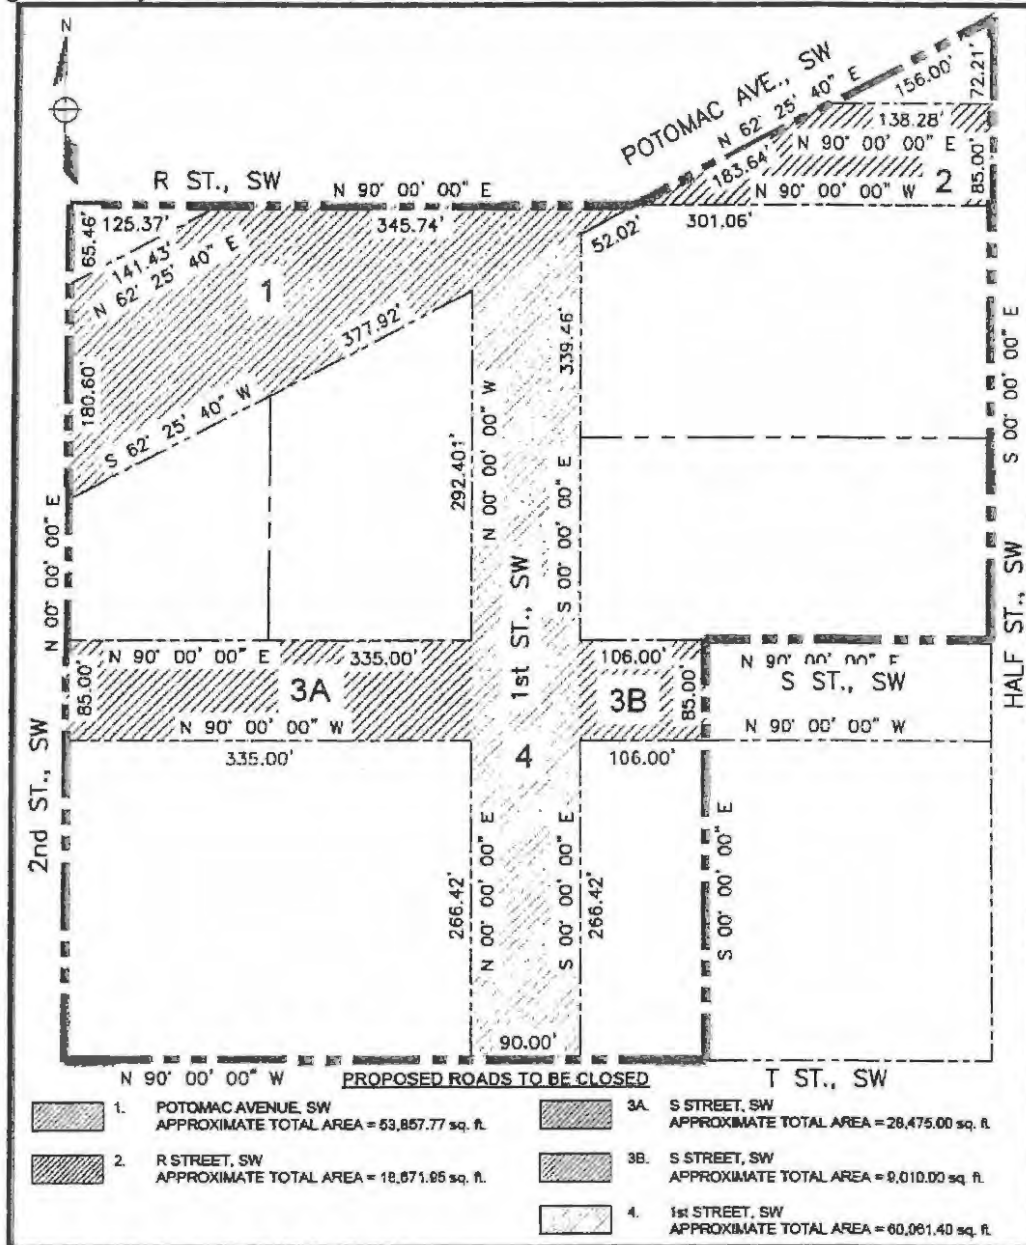 N
POTOMAC AVE., SW
N 62° 25' 40" E
156.00'
72.21'
138.28'
N 90° 00' 00" E
183.64'
N 90° 00' 00" W
2
85.00'
R ST., SW
N 90° 00' 00" E
125.37'
345.74'
52.02'
301.06'
65.46'
141.43'
N 62° 25' 40" E
1
377.92'
180.60'
S 62° 25' 40" W
339.46'
292.401'
N 00° 00' 00" W
S 00° 00' 00" E
S 00° 00' 00" E
N 00° 00' 00" E
1st ST., SW
HALF ST., SW
N 90° 00' 00" E
335.00'
106.00'
N 90° 00' 00" E
85.00'
3A
3B
85.00'
S ST., SW
N 90° 00' 00" W
N 90° 00' 00" W
335.00'
4
106.00'
2nd ST., SW
266.42'
N 00° 00' 00" E
S 00° 00' 00" E
266.42'
S 00° 00' 00" E
90.00'
N 90° 00' 00" W
PROPOSED ROADS TO BE CLOSED
T ST., SW
1. POTOMAC AVENUE, SW
APPROXIMATE TOTAL AREA = 53,857.77 sq. ft.
2. R STREET, SW
APPROXIMATE TOTAL AREA = 18,671.95 sq. ft.
3A. S STREET, SW
APPROXIMATE TOTAL AREA = 28,475.00 sq. ft.
3B. S STREET, SW
APPROXIMATE TOTAL AREA = 9,010.00 sq. ft.
4. 1st STREET, SW
APPROXIMATE TOTAL AREA = 60,061.40 sq. ft.